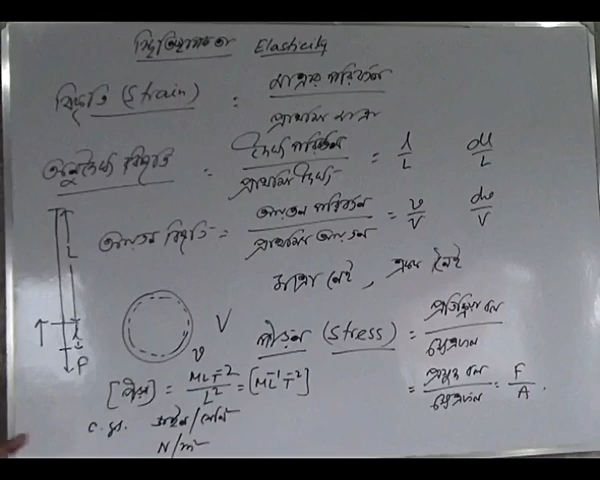 স্থিতিস্থাপকতা Elasticity
বিকৃতি (Strain) = মাত্রার পরিবর্তন / প্রাথমিক মাত্রা
অনুদৈর্ঘ্য বিকৃতি = দৈর্ঘ্য পরিবর্তন / প্রাথমিক দৈর্ঘ্য = l/L dl/L
আয়তন বিকৃতি = আয়তন পরিবর্তন / প্রাথমিক আয়তন = v/V dv/V
মাত্রা নেই, একক নেই
L
l
P
V
v
পীড়ন (Stress) = প্রতিক্রিয়া বল / ক্ষেত্রফল
= প্রযুক্ত বল / ক্ষেত্রফল = F/A.
[পীড়ন] = MLT⁻²/L² = [ML⁻¹T⁻²]
N/m²